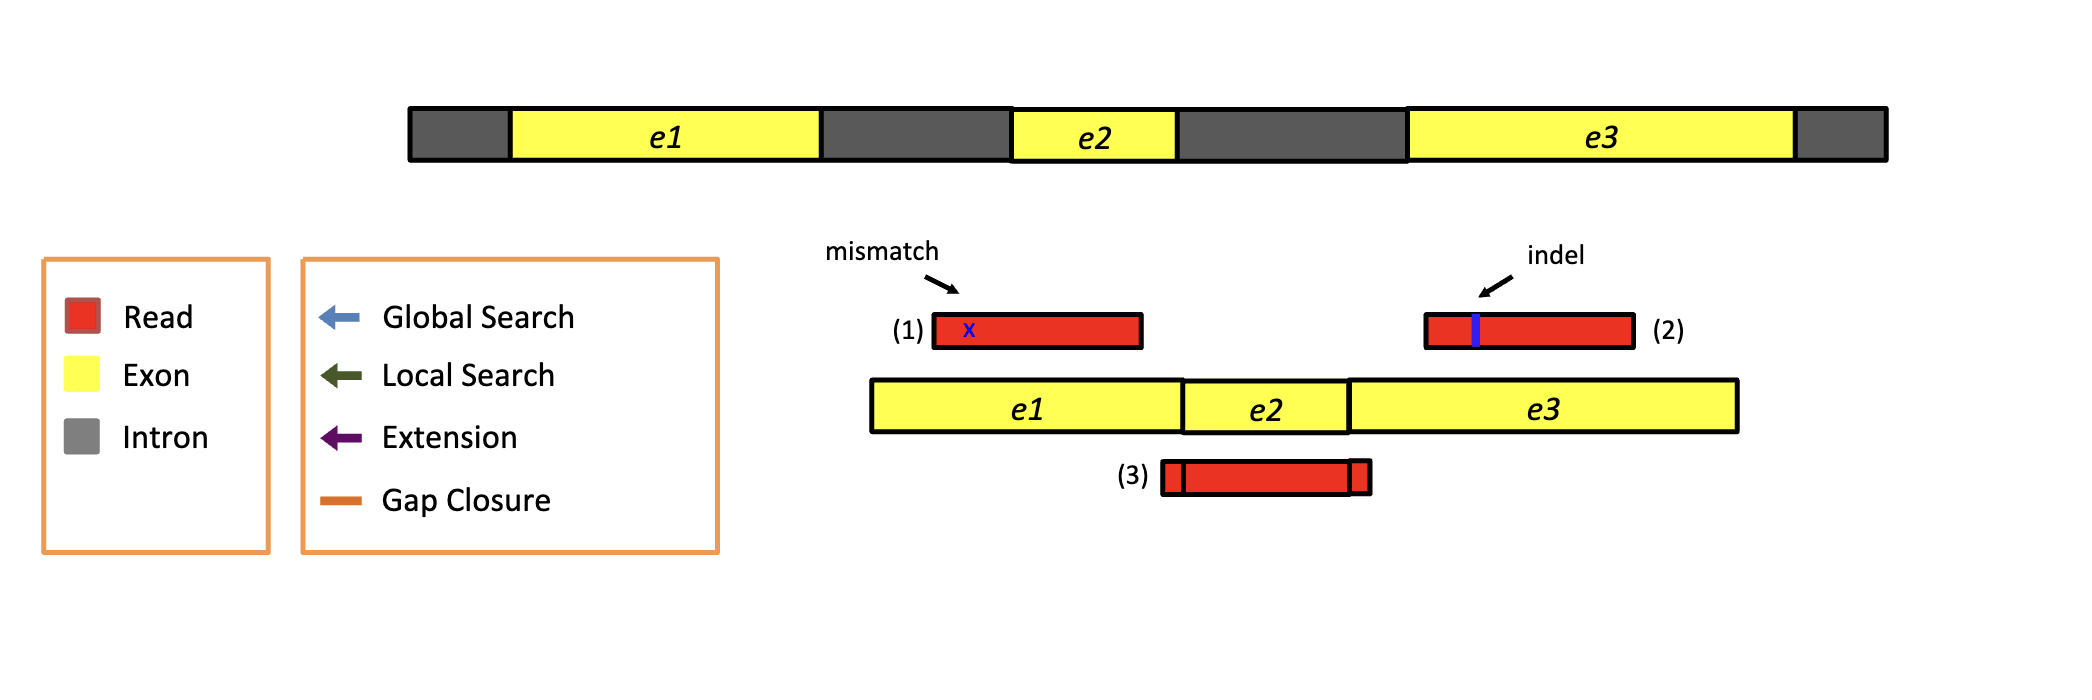 e1
e2
e3
mismatch
indel
Read
Exon
Intron
Global Search
Local Search
Extension
Gap Closure
(1)
x
(2)
e1
e2
e3
(3)